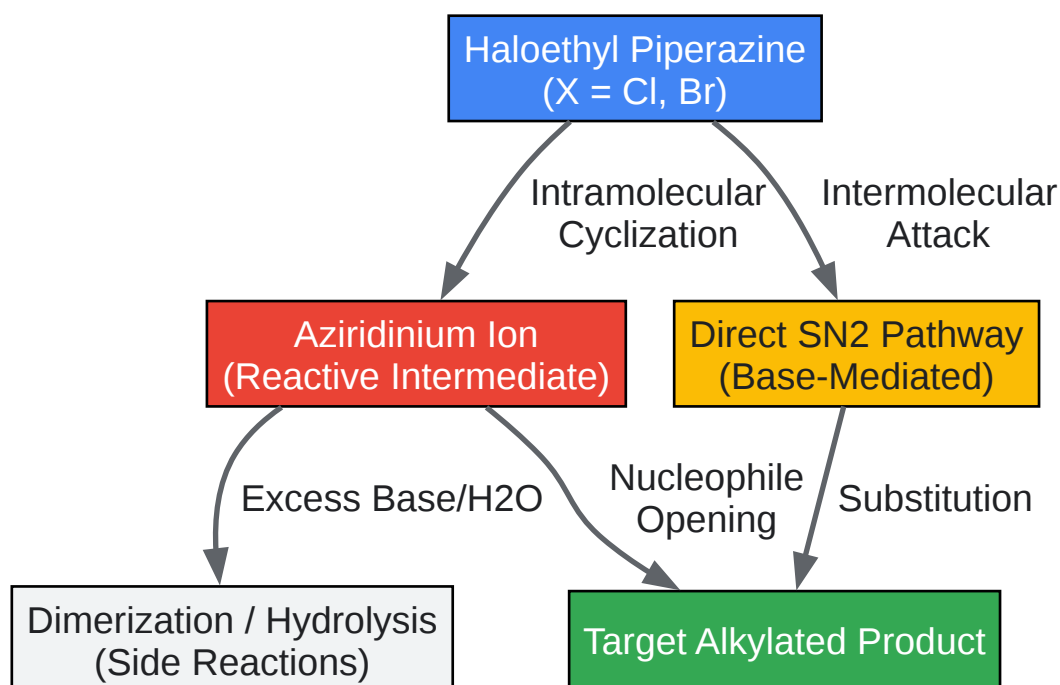 Haloethyl Piperazine
(X = Cl, Br)
Intramolecular
Cyclization
Intermolecular
Attack
Aziridinium Ion
(Reactive Intermediate)
Direct SN2 Pathway
(Base-Mediated)
Excess Base/H2O
Nucleophile
Opening
Substitution
Dimerization / Hydrolysis
(Side Reactions)
Target Alkylated Product